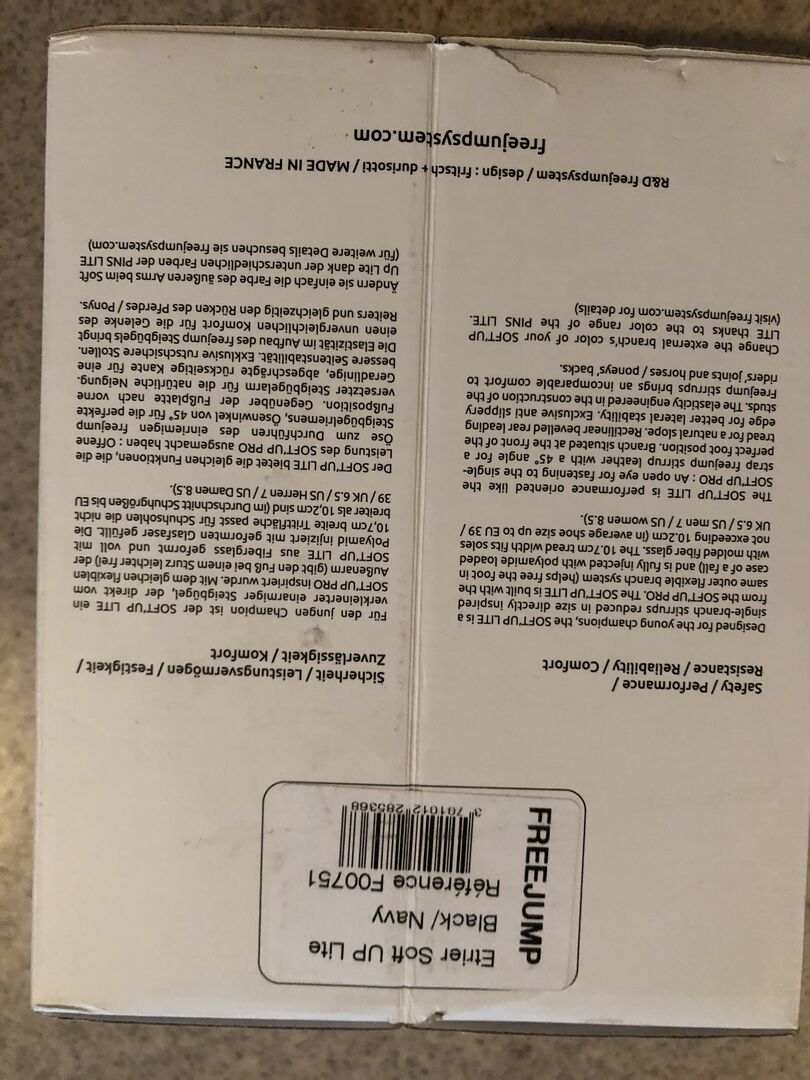 FREEJUMP
Etrier Soft UP Lite
Black/ Navy
Référence F00751
3 701012 285368
Safety / Performance /
Resistance / Reliability / Comfort
Designed for the young champions, the SOFT'UP LITE is a
single-branch stirrups reduced in size directly inspired
from the SOFT'UP PRO. The SOFT'UP LITE is built with the
same outer flexible branch system (helps free the foot in
case of a fall) and is fully injected with polyamide loaded
with molded fiber glass. The 10.7cm tread width fits soles
not exceeding 10.2cm (in average shoe size up to EU 39 /
UK 6.5 / US men 7 / US women 8.5).
The SOFT'UP LITE is performance oriented like the
SOFT'UP PRO : An open eye for fastening to the single-
strap freejump stirrup leather with a 45° angle for a
perfect foot position. Branch situated at the front of the
tread for a natural slope. Rectilinear bevelled rear leading
edge for better lateral stability. Exclusive anti slippery
studs. The elasticity engineered in the construction of the
Freejump stirrups brings an incomparable comfort to
riders' joints and horses / poneys' backs.
Change the external branch's color of your SOFT'UP
LITE thanks to the color range of the PINS LITE.
(visit freejumpsystem.com for details)
Sicherheit / Leistungsvermögen / Festigkeit /
Zuverlässigkeit / Komfort
Für den jungen Champion ist der SOFT'UP LITE ein
verkleinerter einarmiger Steigbügel, der direkt vom
SOFT'UP PRO inspiriert wurde. Mit dem gleichen flexiblen
Außenarm (gibt den Fuß bei einem Sturz leichter frei) der
SOFT'UP LITE aus Fiberglass geformt und voll mit
Polyamid injiziert mit geformten Glasfaser gefüllt. Die
10,7cm breite Trittfläche passt für Schuhsohlen die nicht
breiter als 10,2cm sind (im Durchschnitt Schuhgrößen bis EU
39 / UK 6.5 / US Herren 7 / US Damen 8.5).
Der SOFT'UP LITE bietet die gleichen Funktionen, die die
Leistung des SOFT'UP PRO ausgemacht haben : Offene
Öse zum Durchführen des einriemigen freejump
Steigbügelriemens, Ösenwinkel von 45° für die perfekte
Fußposition. Gegenüber der Fußplatte nach vorne
versetzter Steigbügelarm für die natürliche Neigung.
Geradlinige, abgeschrägte rückseitige Kante für eine
bessere Seitenstabilität. Exklusive rutschsichere Stollen.
Die Elastizität im Aufbau des freejump Steigbügels bringt
einen unvergleichlichen Komfort für die Gelenke des
Reiters und gleichzeitig den Rücken des Pferdes / Ponys.
Ändern sie einfach die Farbe des äußeren Arms beim Soft
Up Lite dank der unterschiedlichen Farben der PINS LITE
(für weitere Details besuchen sie freejumpsystem.com)
R&D freejumpsystem / design : fritsch + durisotti / MADE IN FRANCE
freejumpsystem.com